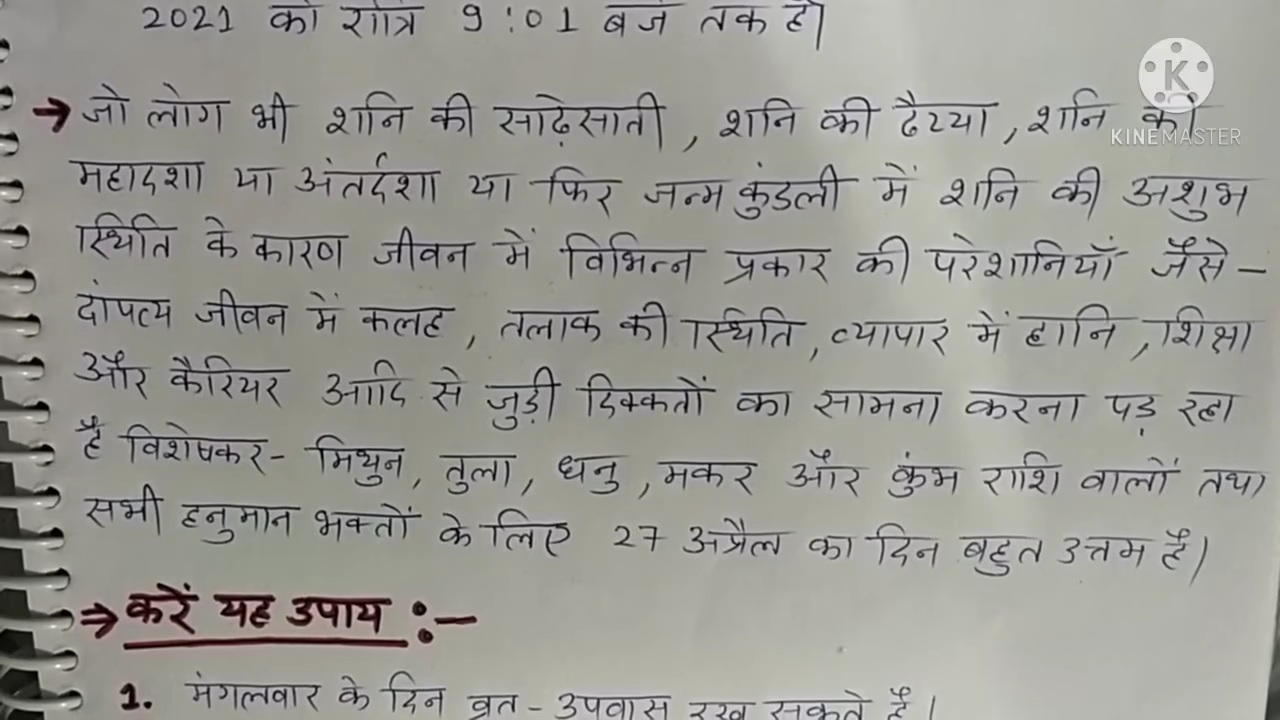 2021 को रात्रि 9:01 बजे तक है।
→ जो लोग भी शनि की साढ़ेसाती, शनि की ढैय्या, शनि की
महादशा या अंतर्दशा या फिर जन्म कुंडली में शनि की अशुभ
स्थिति के कारण जीवन में विभिन्न प्रकार की परेशानियाँ जैसे -
दांपत्य जीवन में कलह, तलाक की स्थिति, व्यापार में हानि, शिक्षा
और कैरियर आदि से जुड़ी दिक्कतों का सामना करना पड़ रहा
है विशेषकर - मिथुन, तुला, धनु, मकर और कुंभ राशि वालों तथा
सभी हनुमान भक्तों के लिए 27 अप्रैल का दिन बहुत उत्तम है।
⇒ करें यह उपाय :-
1. मंगलवार के दिन व्रत - उपवास रख सकते है।
K
KINEMASTER